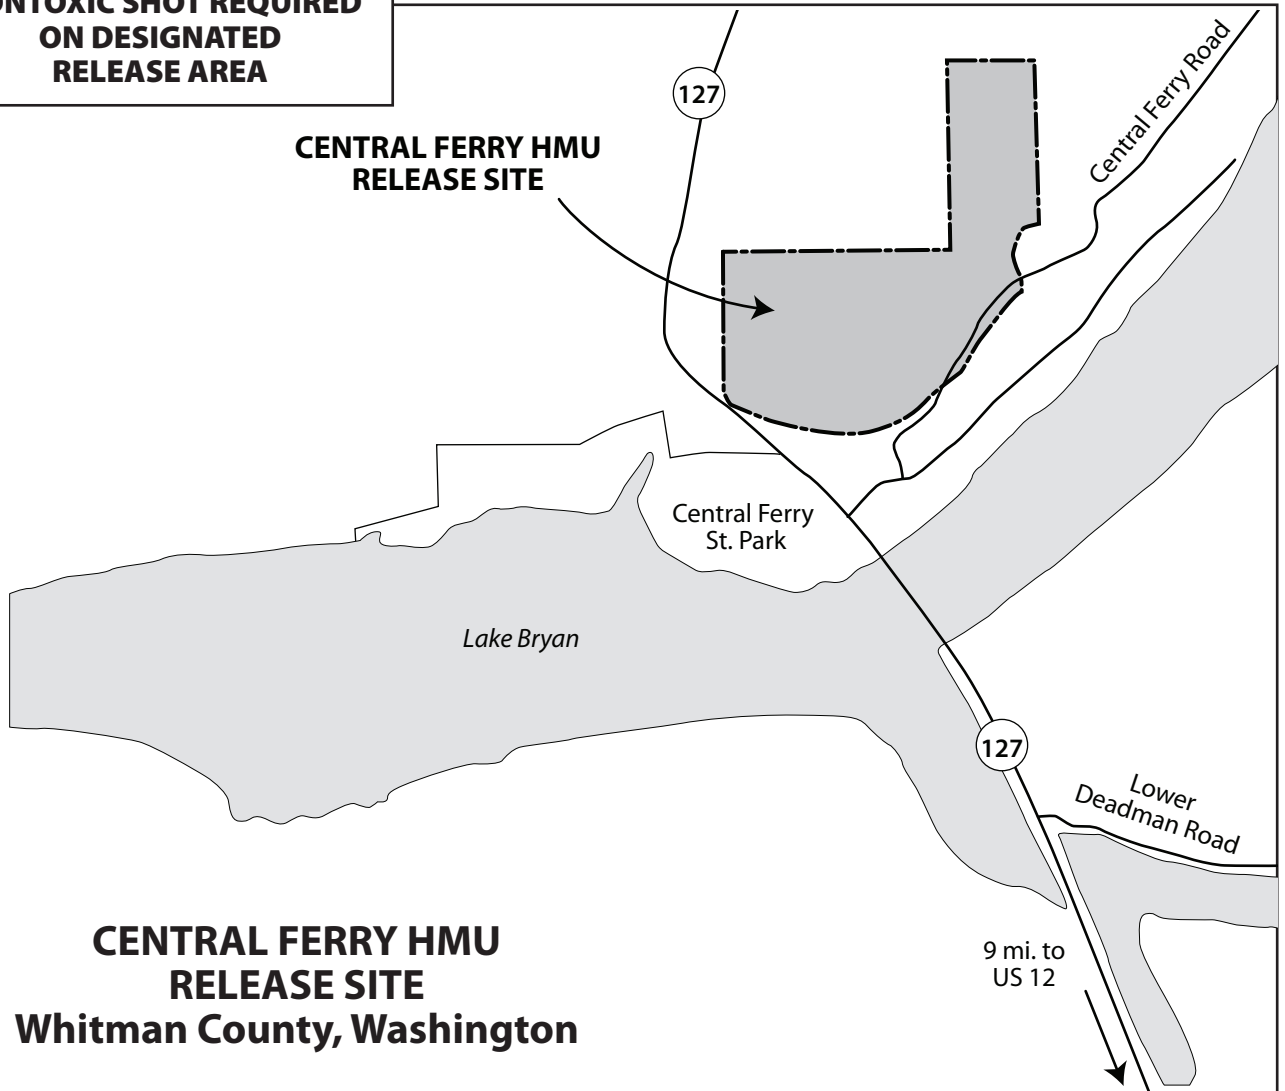 ONTOXIC SHOT REQUIRED
ON DESIGNATED
RELEASE AREA
127
Central Ferry Road
CENTRAL FERRY HMU
RELEASE SITE
Central Ferry
St. Park
Lake Bryan
127
Lower
Deadman Road
9 mi. to
US 12
CENTRAL FERRY HMU
RELEASE SITE
Whitman County, Washington